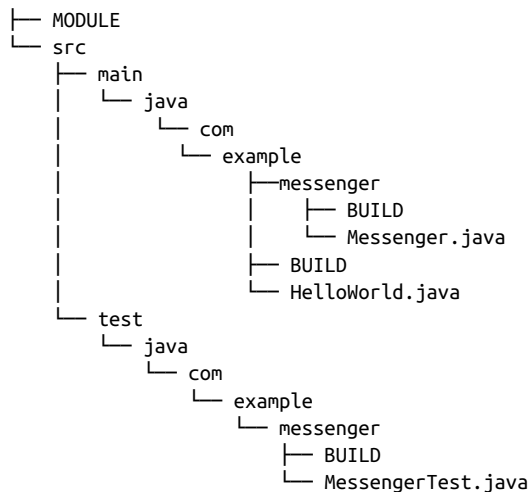 ├── MODULE
└── src
    ├── main
    │   └── java
    │       └── com
    │           └── example
    │               ├──messenger
    │               │   ├── BUILD
    │               │   └── Messenger.java
    │               ├── BUILD
    │               └── HelloWorld.java
    └── test
        └── java
            └── com
                └── example
                    └── messenger
                        ├── BUILD
                        └── MessengerTest.java